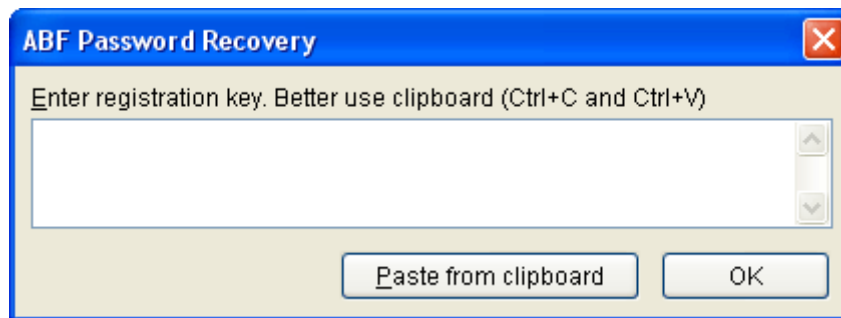 ABF Password Recovery
Enter registration key. Better use clipboard (Ctrl+C and Ctrl+V)
Paste from clipboard OK